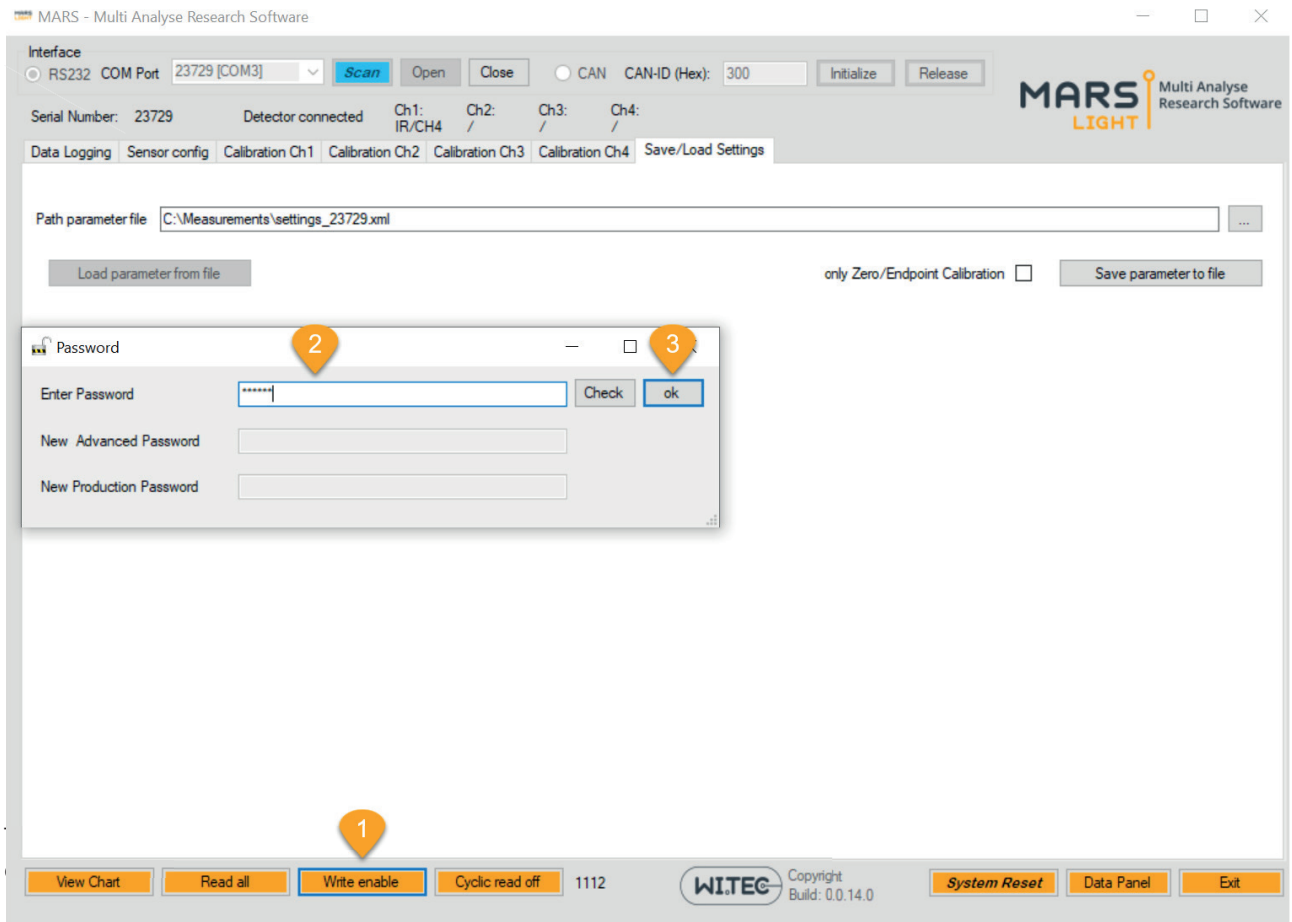 MARS - Multi Analyse Research Software
Interface
RS232 COM Port 23729 [COM3] Scan Open Close CAN CAN-ID (Hex): 300 Initialize Release
MARS LIGHT
Multi Analyse
Research Software
Serial Number: 23729 Detector connected Ch1: Ch2: Ch3: Ch4:
IR/CH4 / / /
Data Logging Sensor config Calibration Ch1 Calibration Ch2 Calibration Ch3 Calibration Ch4 Save/Load Settings
Path parameter file C:\Measurements\settings_23729.xml ...
Load parameter from file only Zero/Endpoint Calibration Save parameter to file
Password 2 3
Enter Password ****** Check ok
New Advanced Password
New Production Password
1
View Chart Read all Write enable Cyclic read off 1112 WI.TEC Copyright System Reset Data Panel Exit
Build: 0.0.14.0